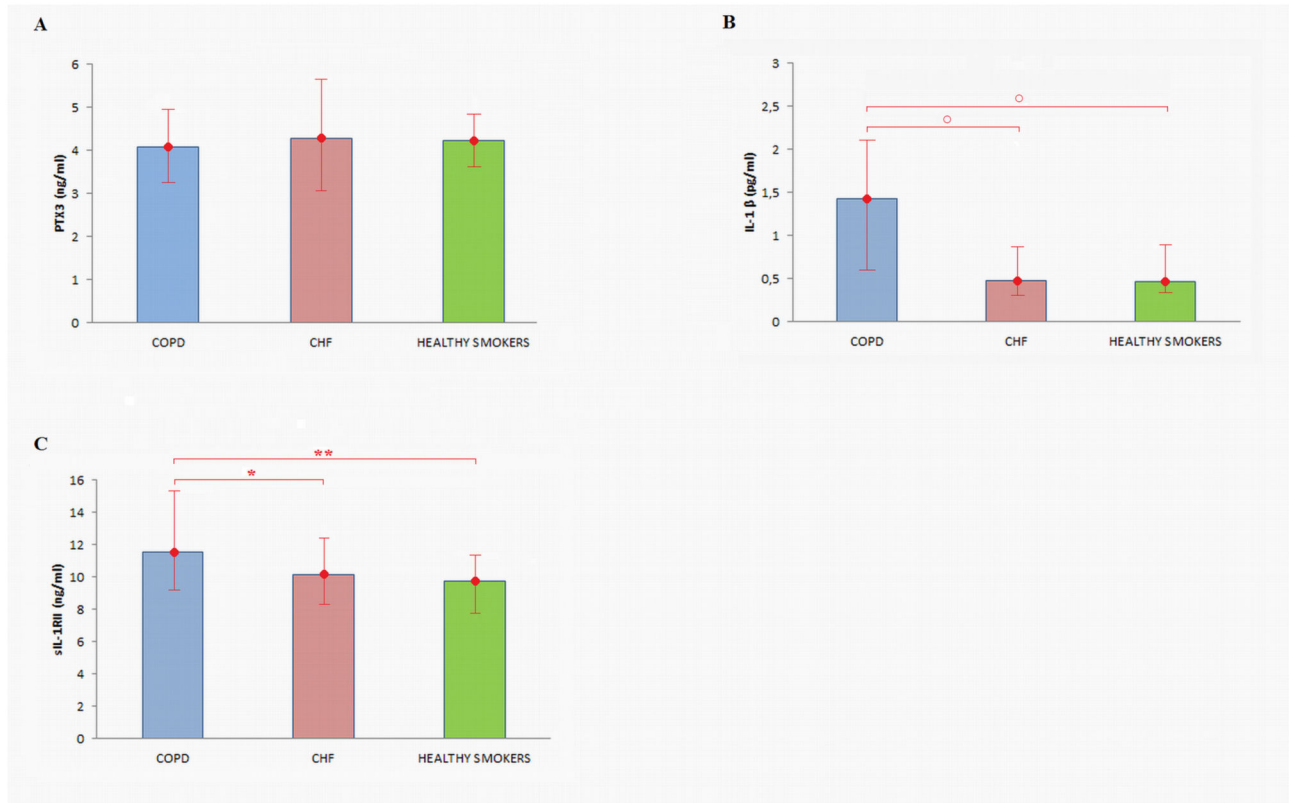 A
PTX3 (ng/ml)
6
5
4
3
2
1
0
COPD CHF HEALTHY SMOKERS
B
IL-1 β (pg/ml)
3
2,5
2
1,5
1
0,5
0
COPD CHF HEALTHY SMOKERS
C
**
*
sIL-1RII (ng/ml)
16
14
12
10
8
6
4
2
0
COPD CHF HEALTHY SMOKERS